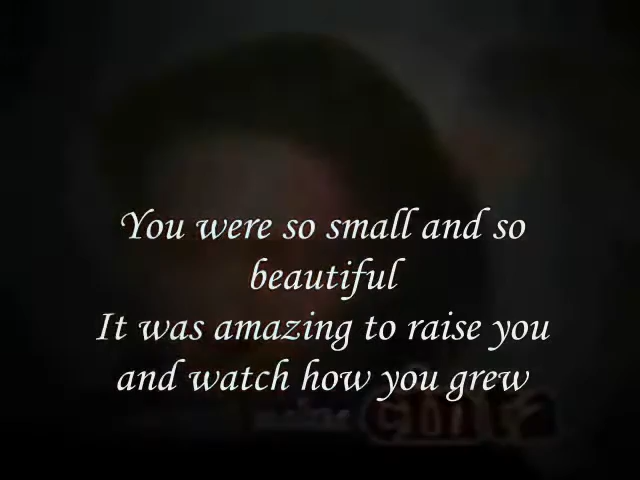 You were so small and so
beautiful
It was amazing to raise you
and watch how you grew